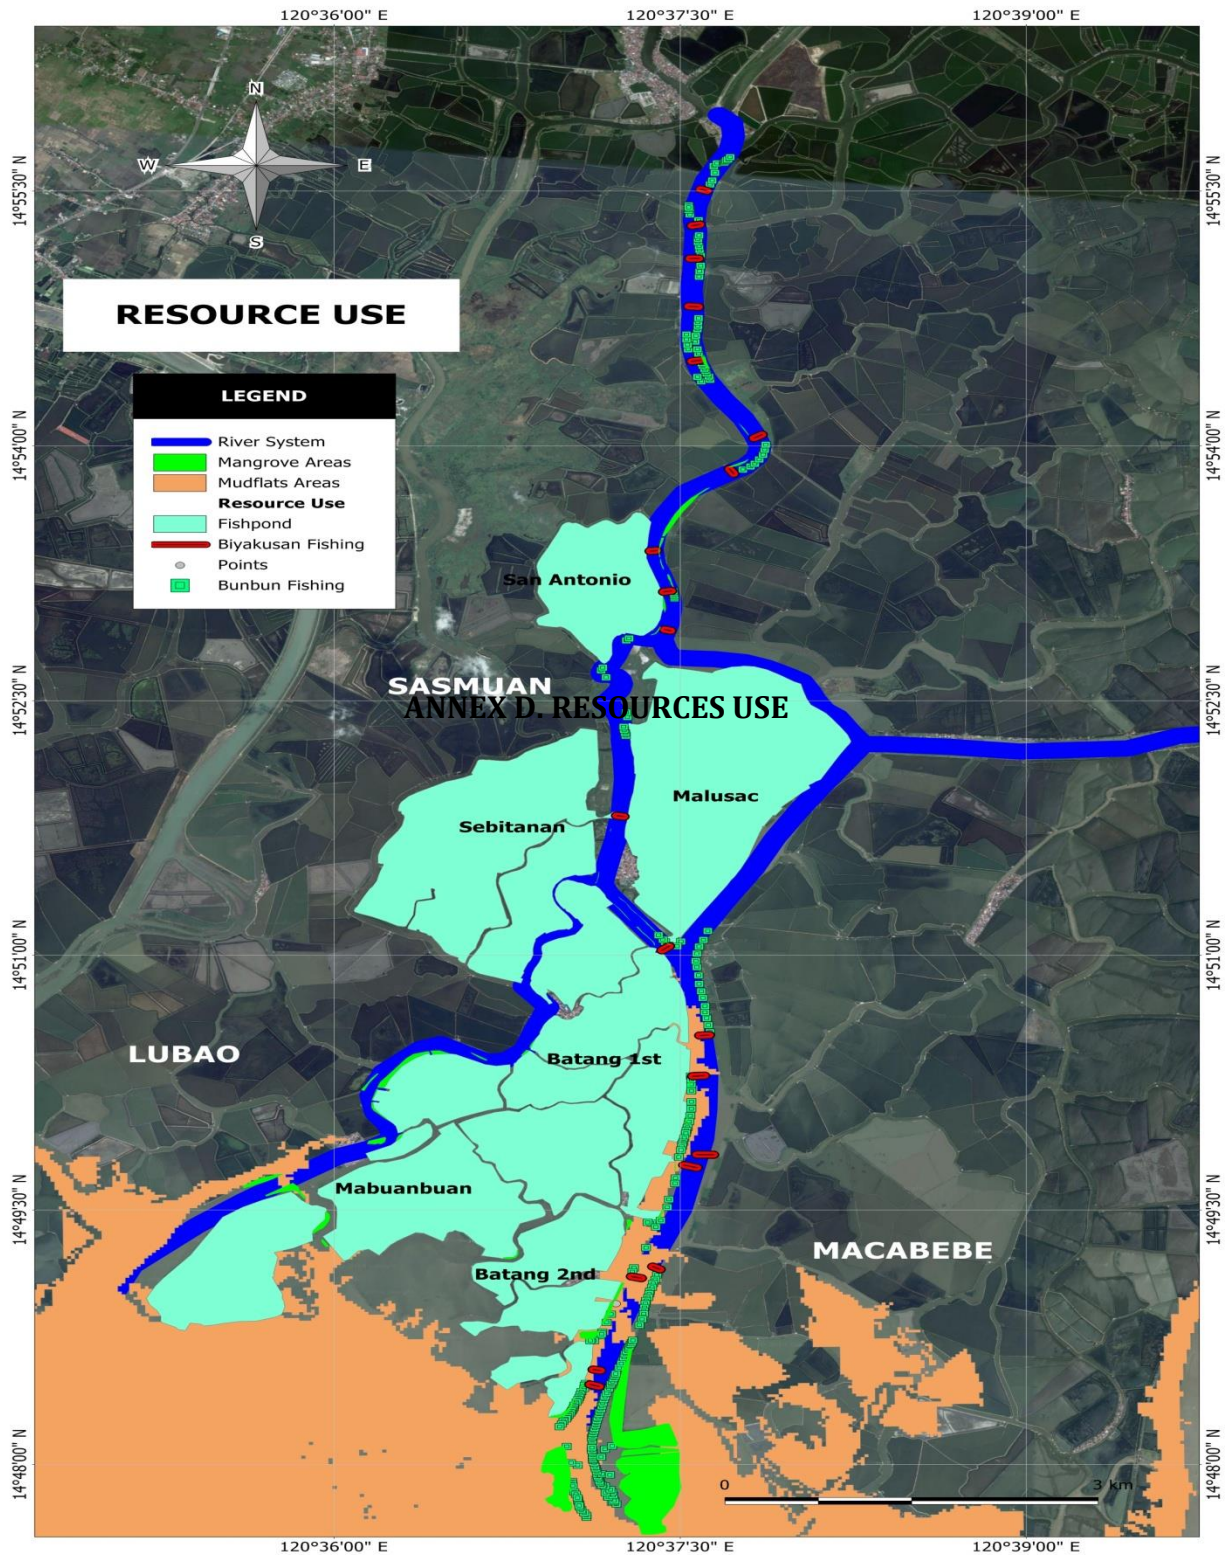 120°36'00" E
120°37'30" E
120°39'00" E
N
W
E
S
14°55'30" N
14°55'30" N
RESOURCE USE
LEGEND
River System
Mangrove Areas
Mudflats Areas
Resource Use
Fishpond
Biyakusan Fishing
Points
Bunbun Fishing
14°54'00" N
14°54'00" N
San Antonio
SASMUAN
ANNEX D. RESOURCES USE
14°52'30" N
14°52'30" N
Malusac
Sebitanan
14°51'00" N
14°51'00" N
LUBAO
Batang 1st
Mabuanbuan
14°49'30" N
14°49'30" N
MACABEBE
Batang 2nd
14°48'00" N
14°48'00" N
0
3 km
120°36'00" E
120°37'30" E
120°39'00" E